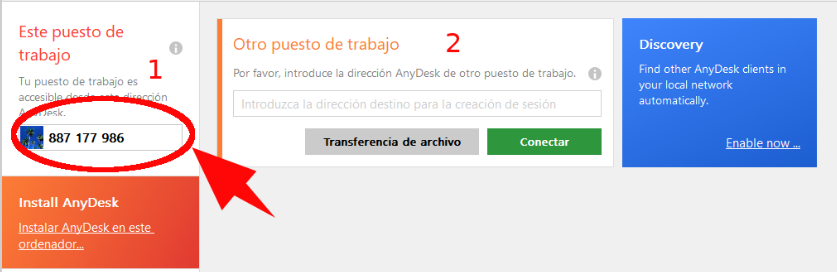 Este puesto de
trabajo
1
Tu puesto de trabajo es
accesible desde esta dirección
AnyDesk.
887 177 986
Install AnyDesk
Instalar AnyDesk en este
ordenador...
Otro puesto de trabajo
2
Por favor, introduce la dirección AnyDesk de otro puesto de trabajo.
Introduzca la dirección destino para la creación de sesión
Transferencia de archivo
Conectar
Discovery
Find other AnyDesk clients in
your local network
automatically.
Enable now ...